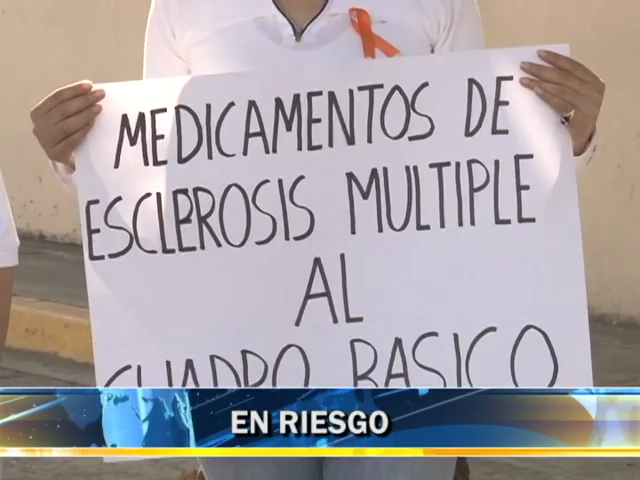 MEDICAMENTOS DE
ESCLEROSIS MULTIPLE
AL
CUADRO BASICO
EN RIESGO